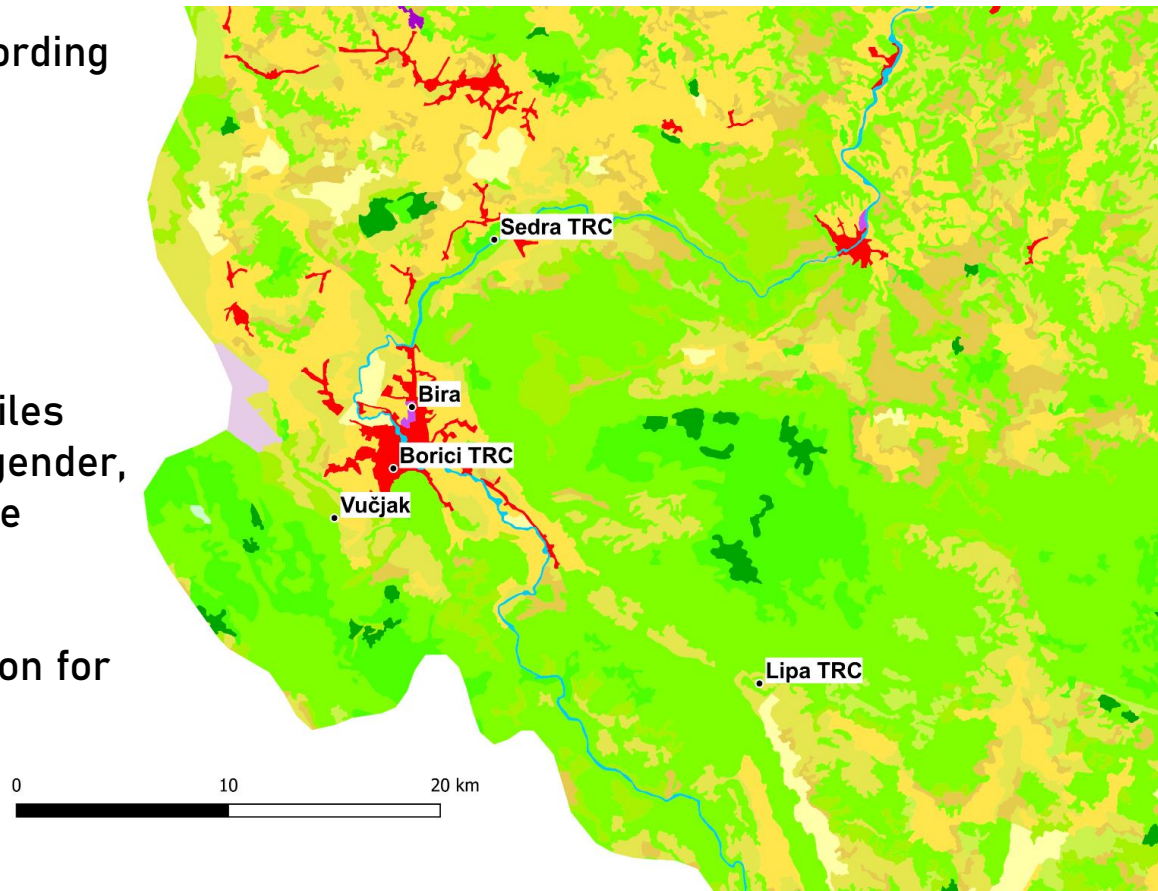 ording
iles
gender,
e
on for
Sedra TRC
Bira
Borici TRC
Vučjak
Lipa TRC
0 10 20 km